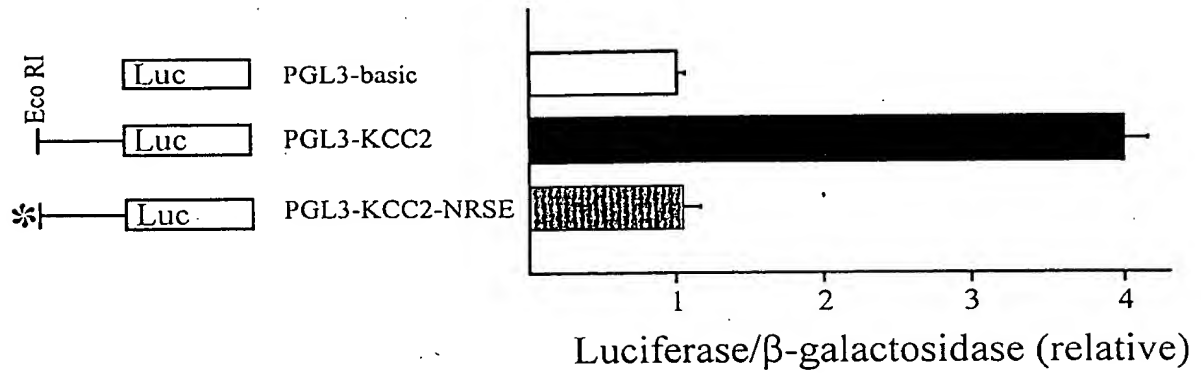 Eco RI
Luc PGL3-basic
Luc PGL3-KCC2
Luc PGL3-KCC2-NRSE
1 2 3 4
Luciferase/β-galactosidase (relative)